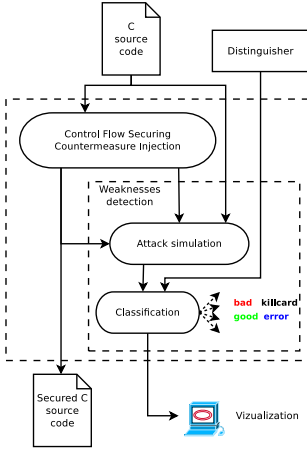 C
source
code
Distinguisher
Control Flow Securing
Countermeasure Injection
Weaknesses
detection
Attack simulation
Classification
bad killcard
good error
Secured C
source
code
Vizualization